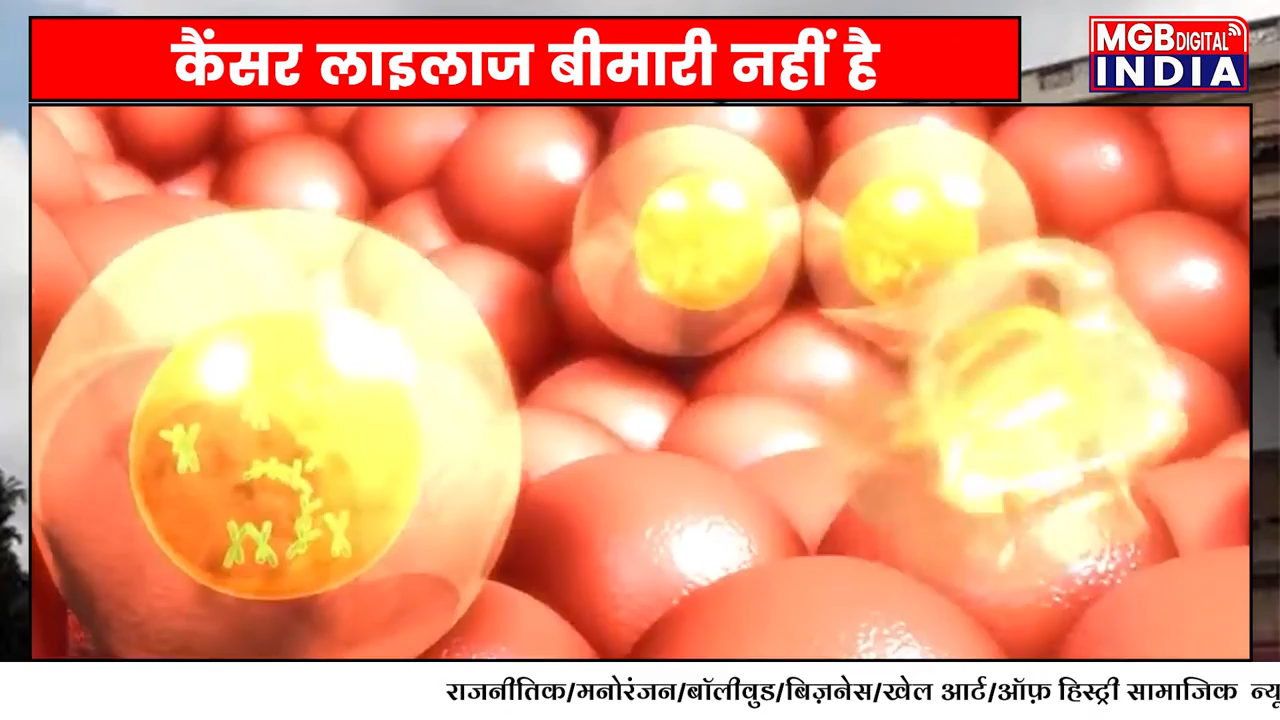 कैंसर लाइलाज बीमारी नहीं है
MGB DIGITAL
INDIA
राजनीतिक/मनोरंजन/बॉलीवुड/बिज़नेस/खेल आर्ट/ऑफ़ हिस्ट्री सामाजिक न्यू